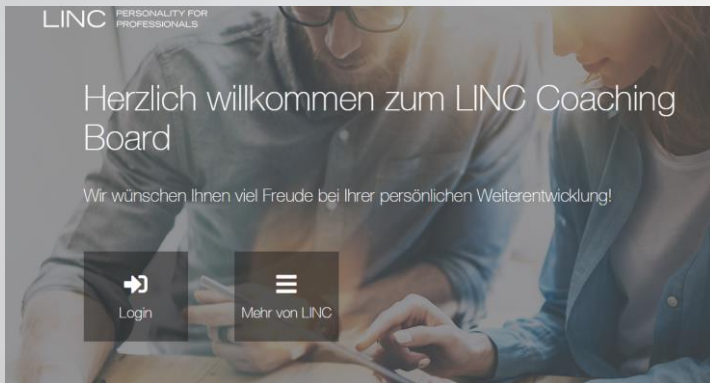 LINC PERSONALITY FOR
PROFESSIONALS
Herzlich willkommen zum LINC Coaching
Board
Wir wünschen Ihnen viel Freude bei Ihrer persönlichen Weiterentwicklung!
Login
Mehr von LINC